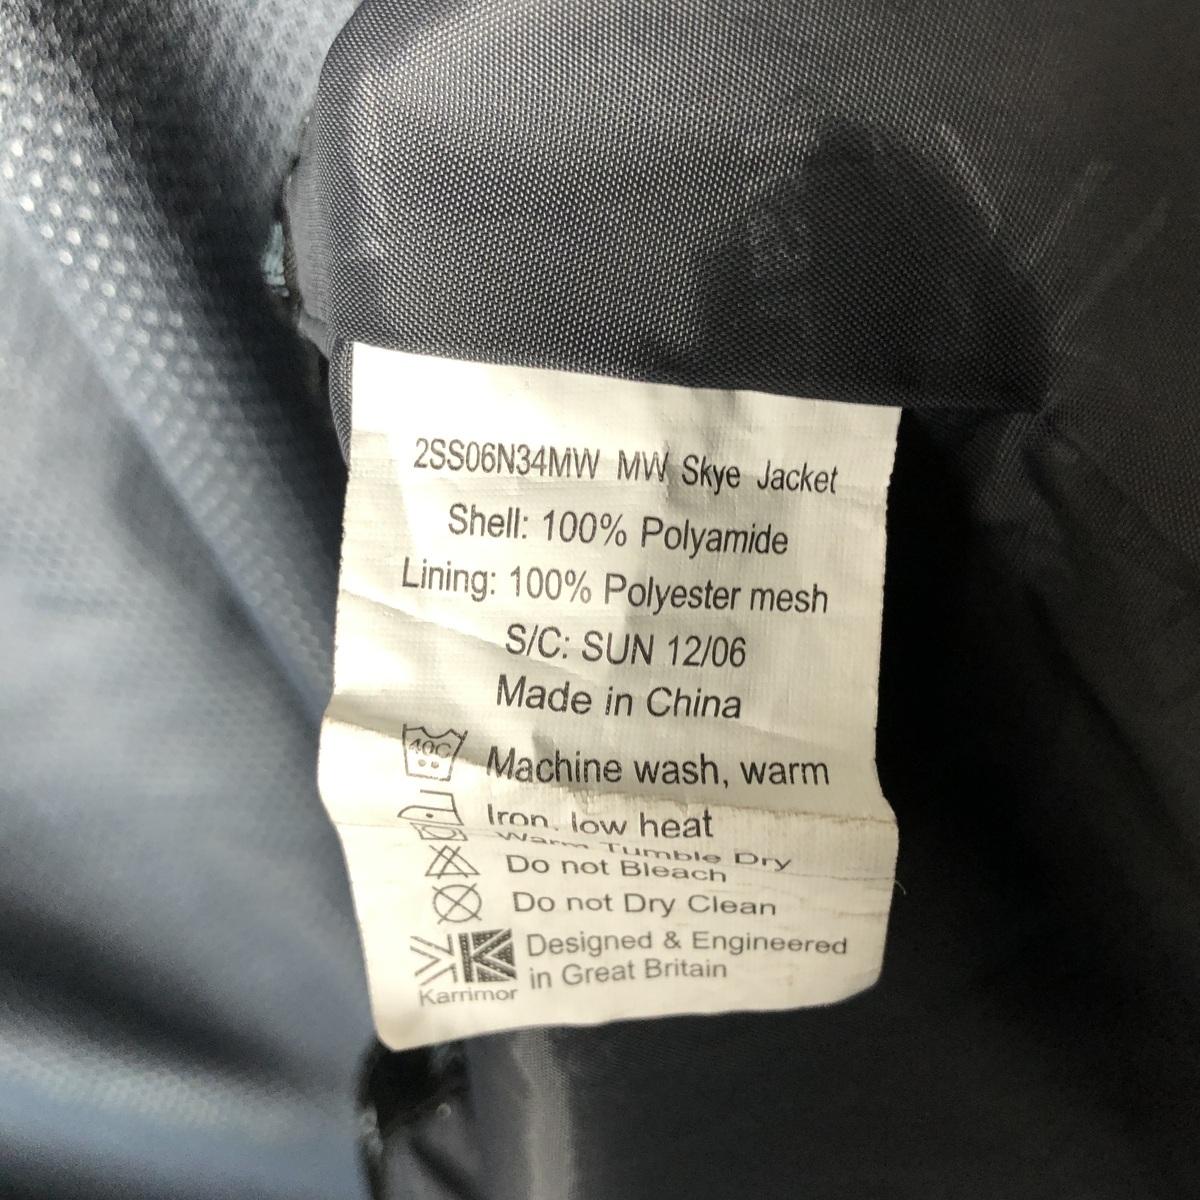 2SS06N34MW MW Skye Jacket
Shell: 100% Polyamide
Lining: 100% Polyester mesh
S/C: SUN 12/06
Made in China
40C Machine wash, warm
Iron, low heat
Warm Tumble Dry
Do not Bleach
Do not Dry Clean
Designed & Engineered
in Great Britain
Karrimor